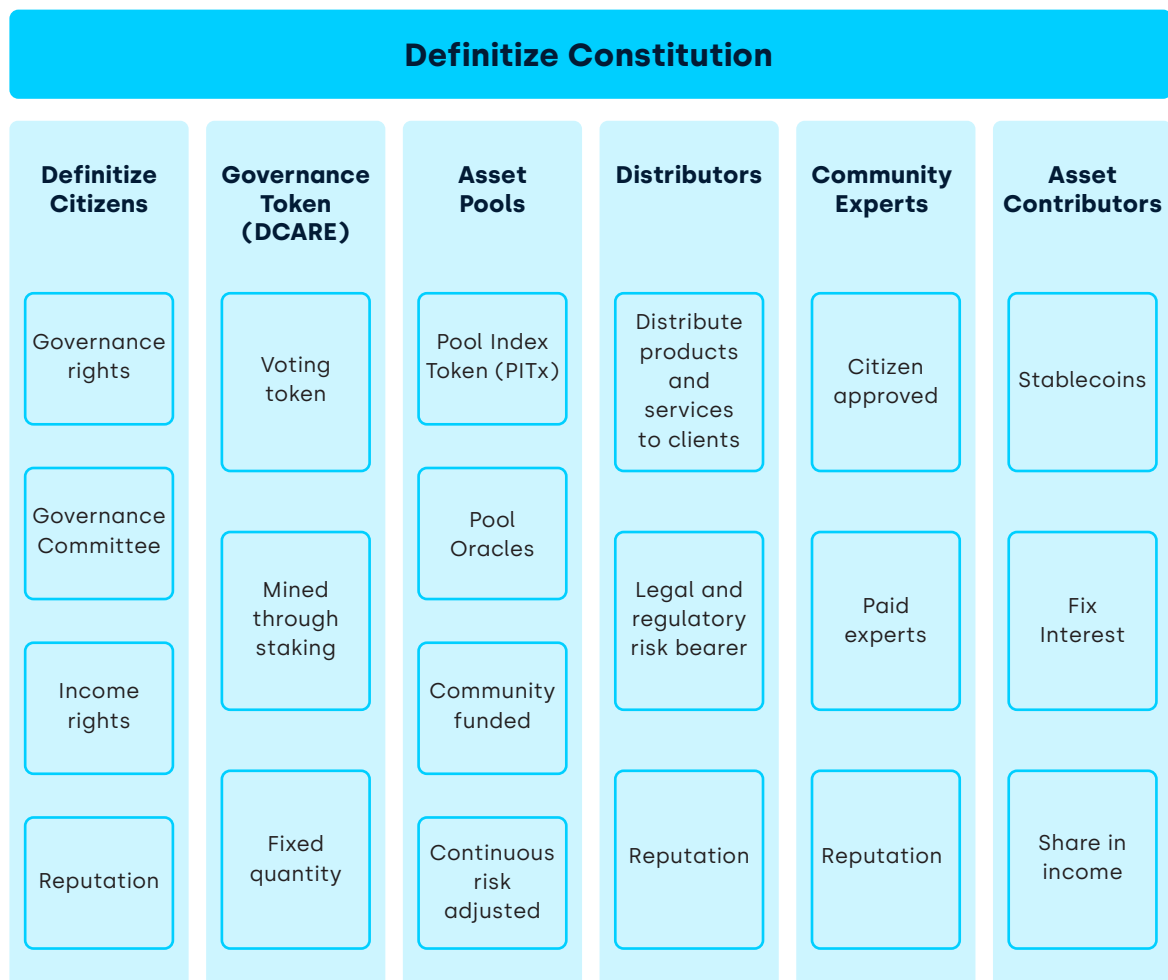 Definitize Constitution
Definitize
Citizens
Governance
rights
Governance
Committee
Income
rights
Reputation
Governance
Token
(DCARE)
Voting
token
Mined
through
staking
Fixed
quantity
Asset
Pools
Pool Index
Token (PITx)
Pool
Oracles
Community
funded
Continuous
risk
adjusted
Distributors
Distribute
products
and
services
to clients
Legal and
regulatory
risk bearer
Reputation
Community
Experts
Citizen
approved
Paid
experts
Reputation
Asset
Contributors
Stablecoins
Fix
Interest
Share in
income